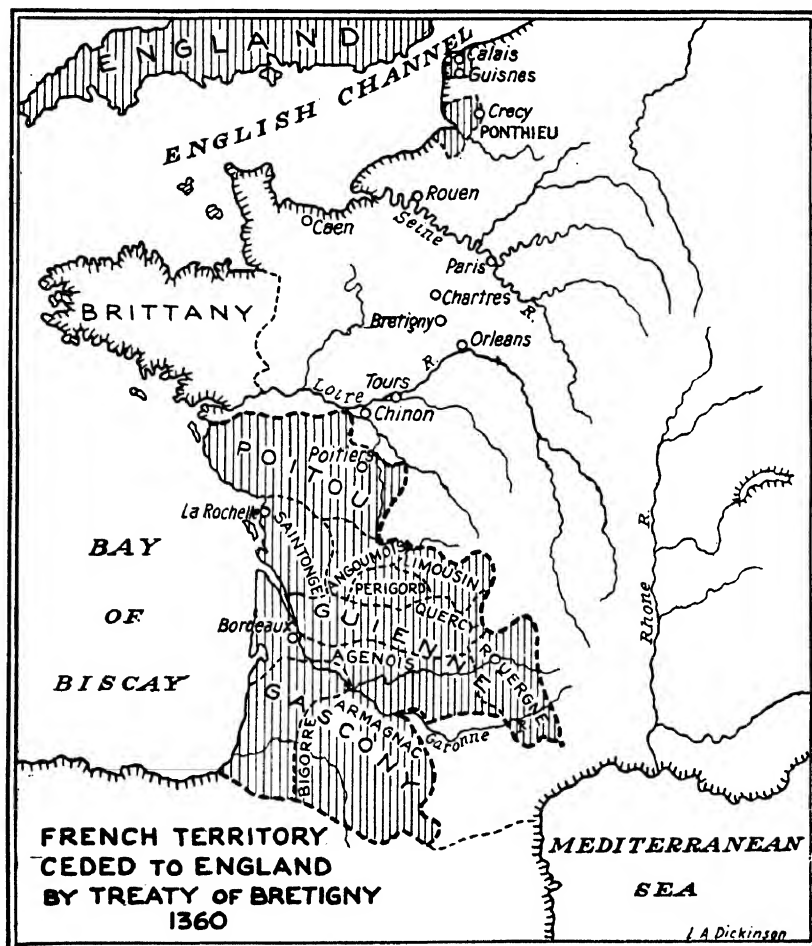 ENGLAND
ENGLISH CHANNEL
Calais
Guisnes
Crecy
PONTHIEU
Rouen
Caen
Seine
R.
Paris
Chartres
Bretigny
BRITTANY
Orleans
Loire
R.
Tours
Chinon
POITOU
Poitiers
La Rochelle
SAINTONGE
ANGOUMOIS
LIMOUSIN
PERIGORD
BAY
OF
BISCAY
GUIENNE
QUERCY
Bordeaux
AGENOIS
ROUERGNE
GASCONY
ARMAGNAC
BIGORRE
Garonne
R.
Rhone
R.
FRENCH TERRITORY
CEDED TO ENGLAND
BY TREATY OF BRETIGNY
1360
MEDITERRANEAN
SEA
L A Dickinson